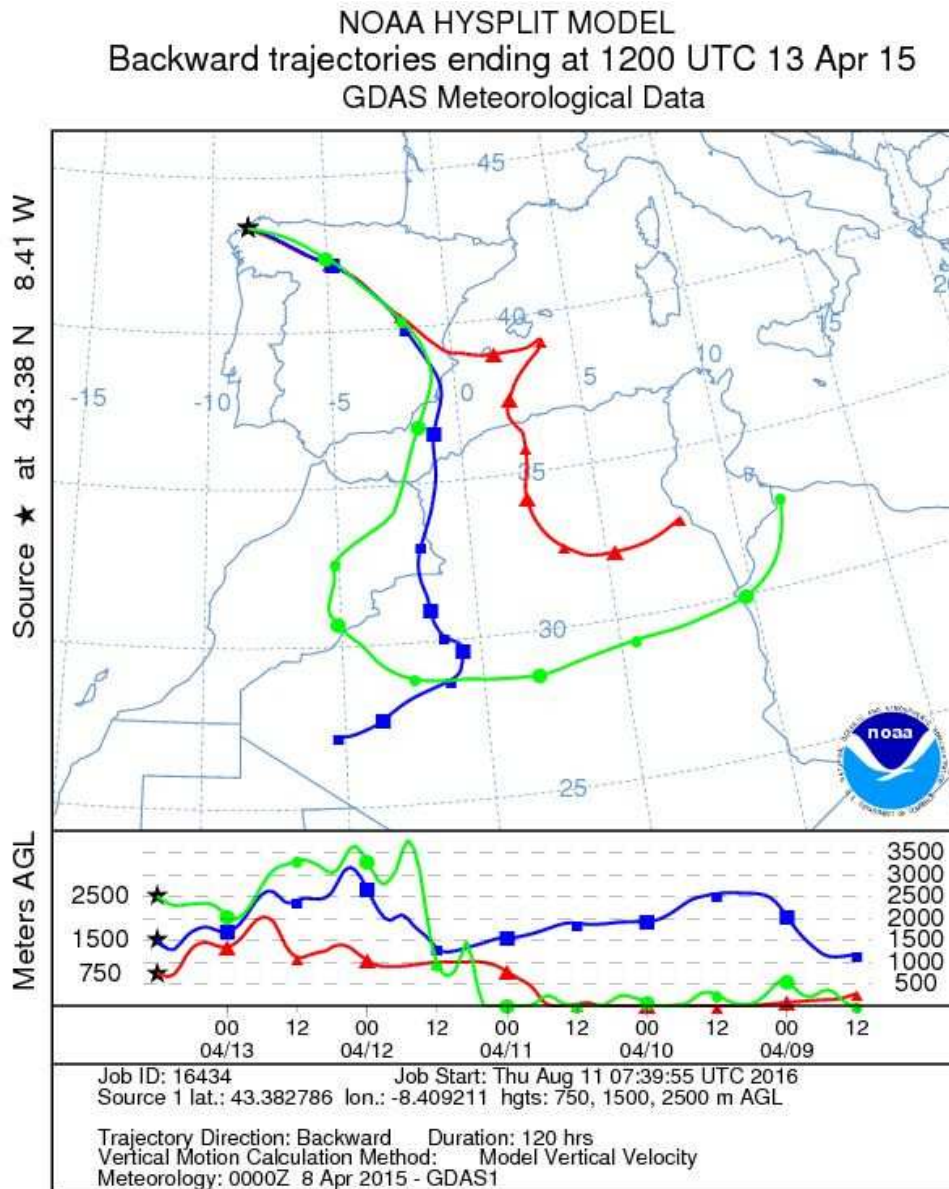 NOAA HYSPLIT MODEL
Backward trajectories ending at 1200 UTC 13 Apr 15
GDAS Meteorological Data
Source ★ at 43.38 N 8.41 W
45
20
15
40
10
5
0
-5
-10
-15
35
30
25
noaa
Meters AGL
2500
1500
750
3500
3000
2500
2000
1500
1000
500
00 12 00 12 00 12 00 12 00 12
04/13 04/12 04/11 04/10 04/09
Job ID: 16434 Job Start: Thu Aug 11 07:39:55 UTC 2016
Source 1 lat.: 43.382786 lon.: -8.409211 hgts: 750, 1500, 2500 m AGL
Trajectory Direction: Backward Duration: 120 hrs
Vertical Motion Calculation Method: Model Vertical Velocity
Meteorology: 0000Z 8 Apr 2015 - GDAS1